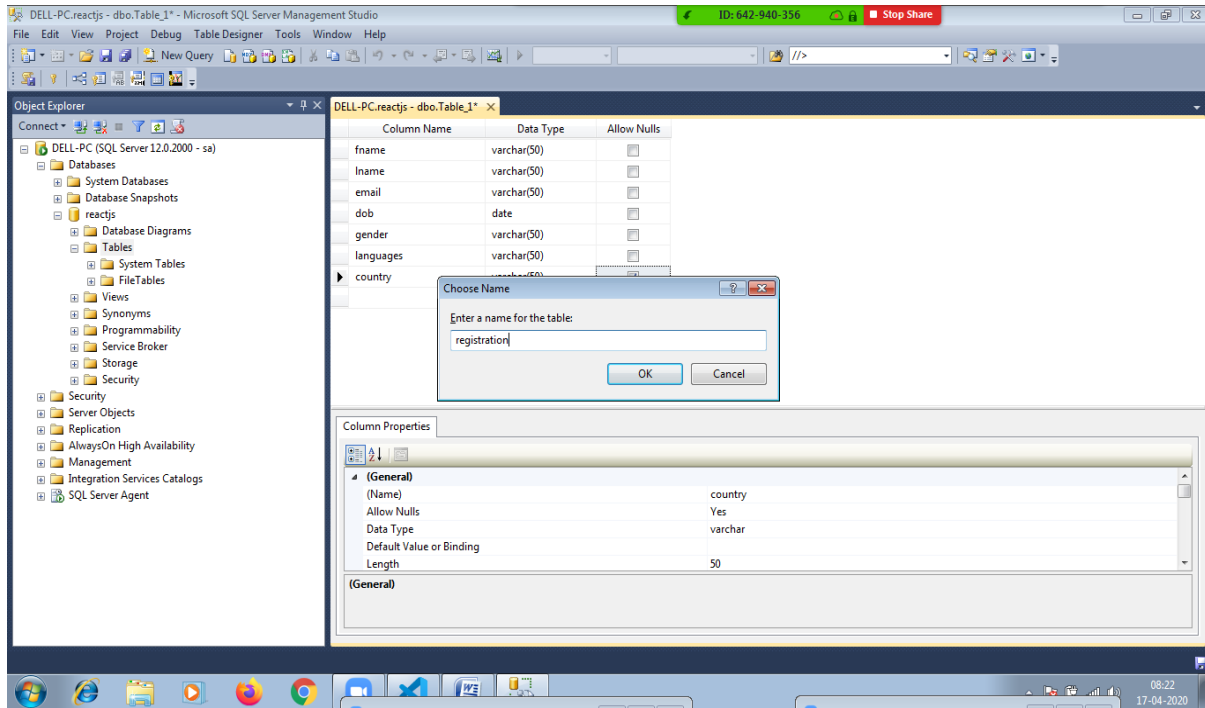 DELL-PC.reactjs - dbo.Table_1* - Microsoft SQL Server Management Studio
ID: 642-940-356 Stop Share
File Edit View Project Debug Table Designer Tools Window Help
New Query //>
Object Explorer
DELL-PC.reactjs - dbo.Table_1*
Connect
Column Name Data Type Allow Nulls
DELL-PC (SQL Server 12.0.2000 - sa)
Databases
System Databases
Database Snapshots
reactjs
Database Diagrams
Tables
System Tables
FileTables
Views
Synonyms
Programmability
Service Broker
Storage
Security
Security
Server Objects
Replication
AlwaysOn High Availability
Management
Integration Services Catalogs
SQL Server Agent
fname varchar(50)
lname varchar(50)
email varchar(50)
dob date
gender varchar(50)
languages varchar(50)
country varchar(50)
Choose Name
Enter a name for the table:
registration
OK Cancel
Column Properties
(General)
(Name) country
Allow Nulls Yes
Data Type varchar
Default Value or Binding
Length 50
(General)
08:22
17-04-2020